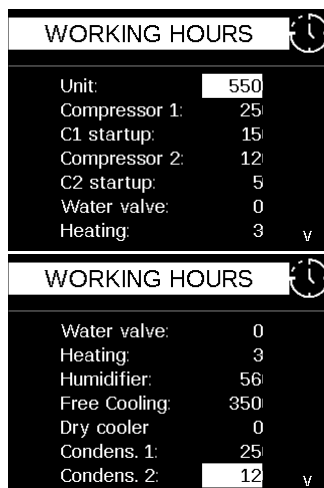 WORKING HOURS
Unit: 550
Compressor 1: 25
C1 startup: 15
Compressor 2: 12
C2 startup: 5
Water valve: 0
Heating: 3
v
WORKING HOURS
Water valve: 0
Heating: 3
Humidifier: 56
Free Cooling: 350
Dry cooler 0
Condens. 1: 25
Condens. 2: 12
v